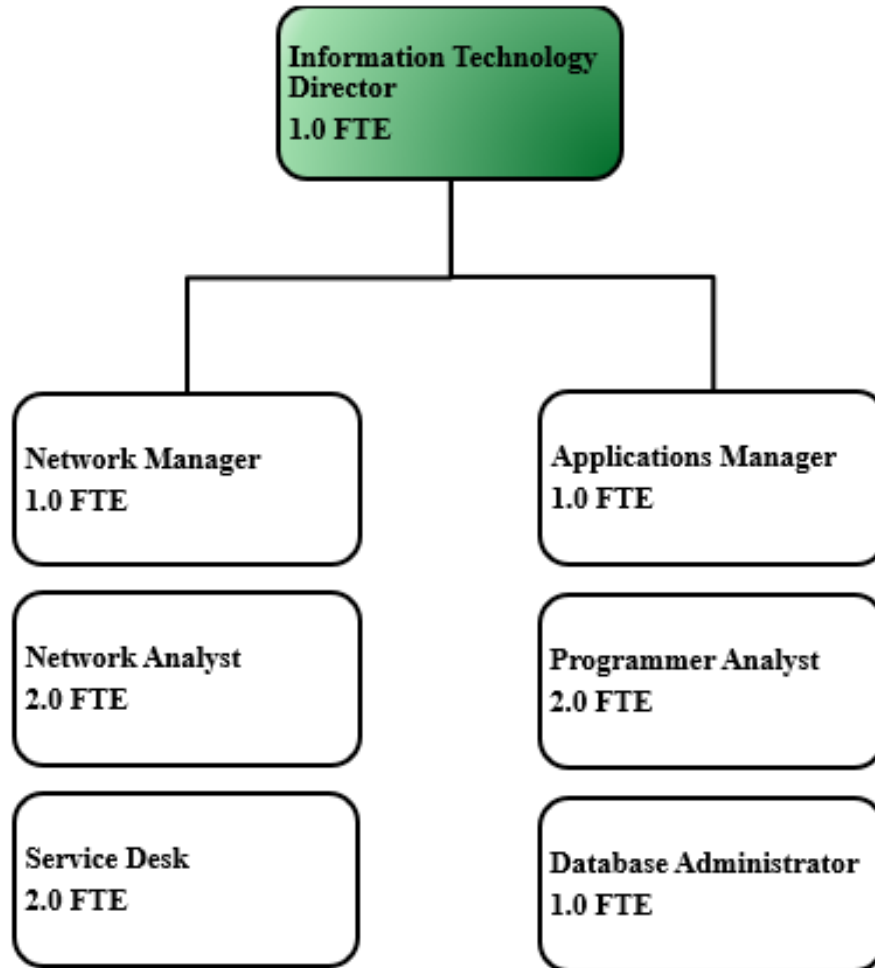 Information Technology
Director
1.0 FTE
Network Manager
1.0 FTE
Applications Manager
1.0 FTE
Network Analyst
2.0 FTE
Programmer Analyst
2.0 FTE
Service Desk
2.0 FTE
Database Administrator
1.0 FTE